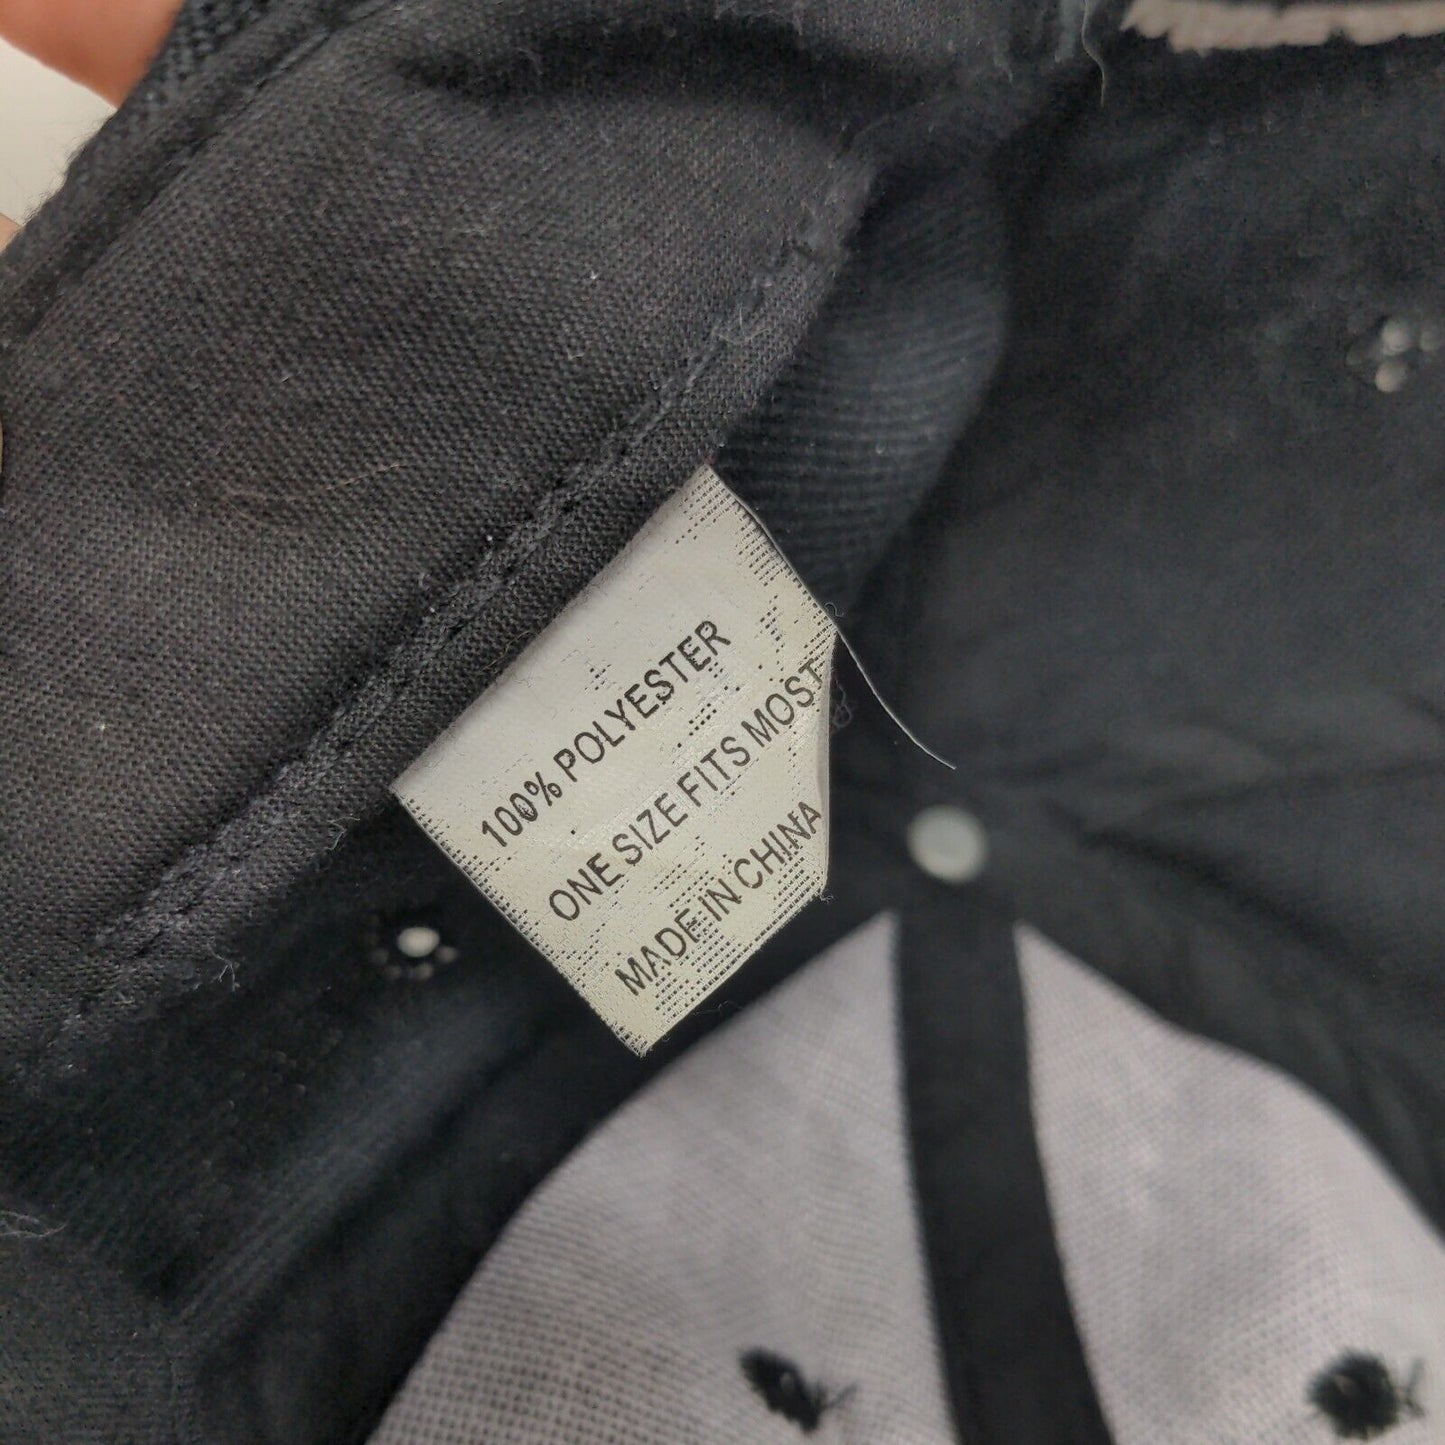 100% POLYESTER
ONE SIZE FITS MOST
MADE IN CHINA